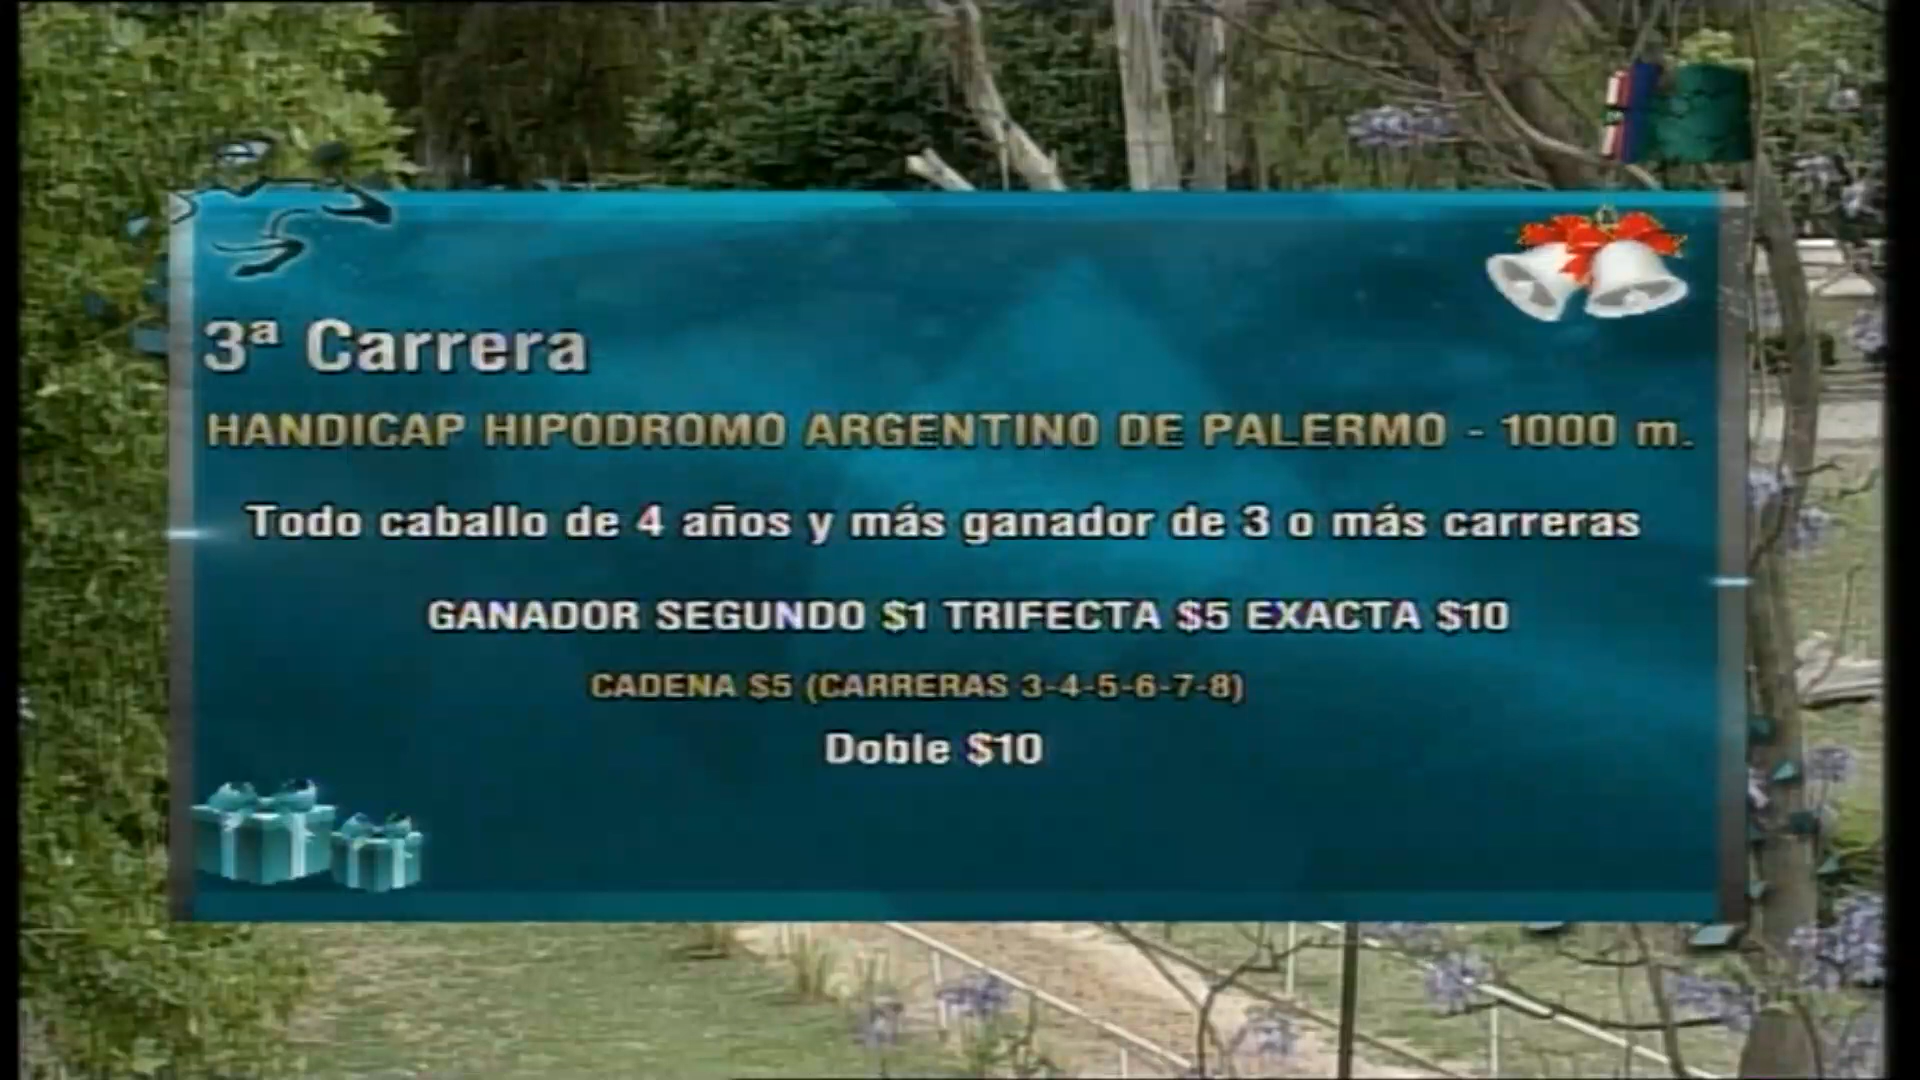 3ª Carrera
HANDICAP HIPODROMO ARGENTINO DE PALERMO - 1000 m.
Todo caballo de 4 años y más ganador de 3 o más carreras
GANADOR SEGUNDO $1 TRIFECTA $5 EXACTA $10
CADENA $5 (CARRERAS 3-4-5-6-7-8)
Doble $10